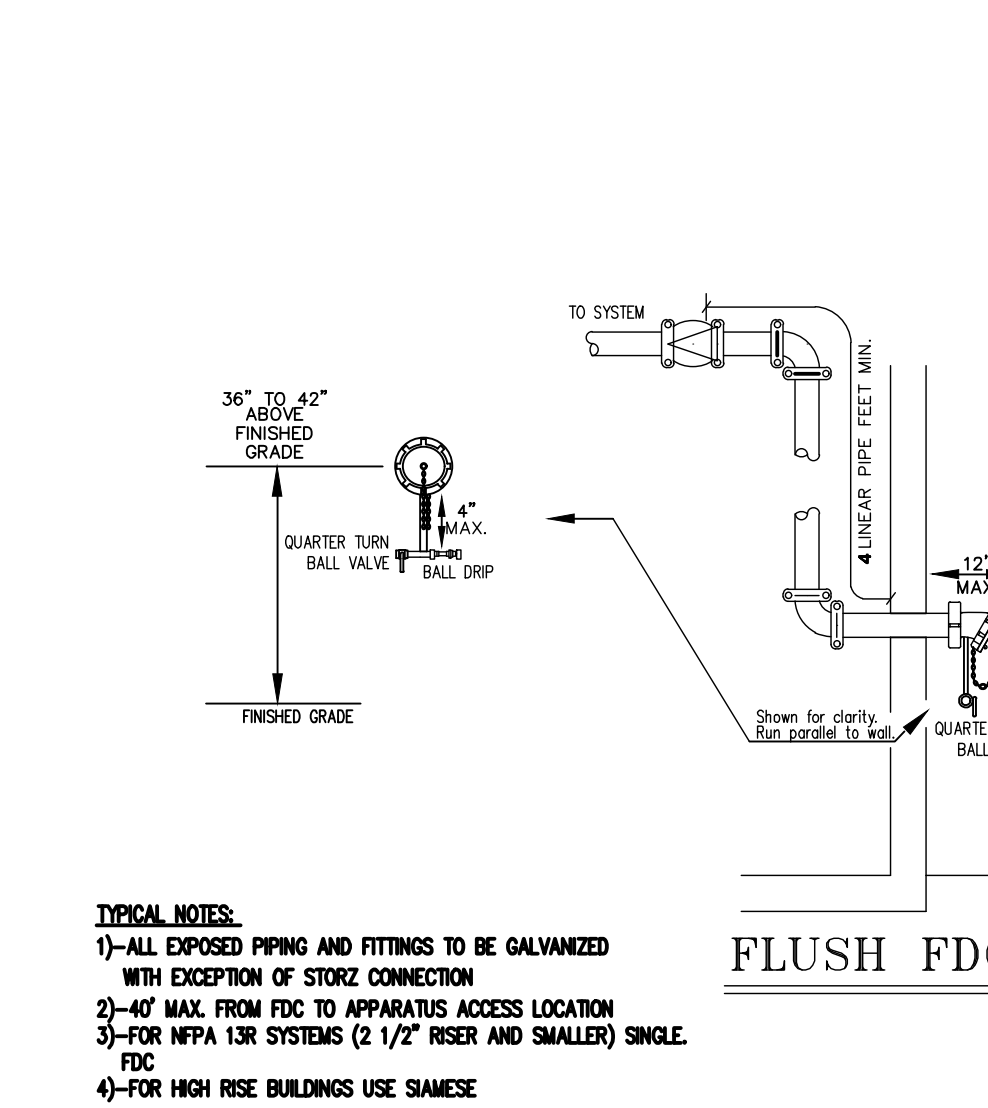 TO SYSTEM
4 LINEAR PIPE FEET MIN.
36" TO 42"
ABOVE
FINISHED
GRADE
4"
MAX.
QUARTER TURN
BALL VALVE
BALL DRIP
12"
MAX
FINISHED GRADE
Shown for clarity.
Run parallel to wall.
QUARTE
BALL
TYPICAL NOTES:
1)-ALL EXPOSED PIPING AND FITTINGS TO BE GALVANIZED
WITH EXCEPTION OF STORZ CONNECTION
2)-40' MAX. FROM FDC TO APPARATUS ACCESS LOCATION
3)-FOR NFPA 13R SYSTEMS (2 1/2" RISER AND SMALLER) SINGLE.
FDC
4)-FOR HIGH RISE BUILDINGS USE SIAMESE
FLUSH FDC